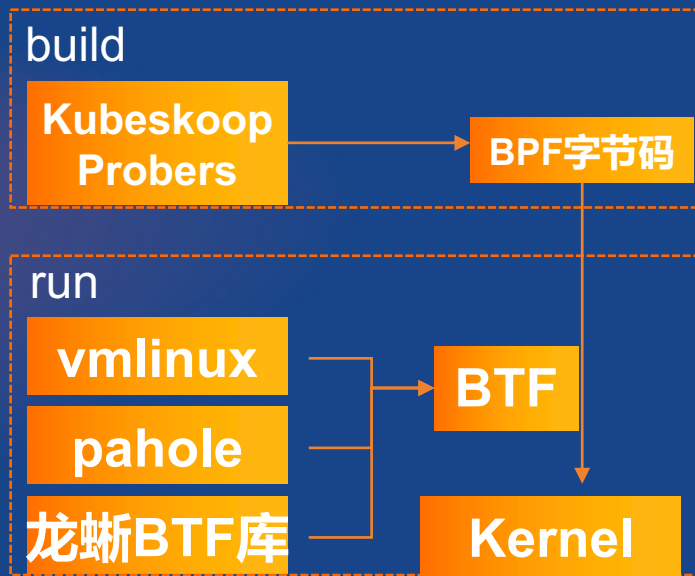 build
Kubeskoop
Probers
BPF字节码
run
vmlinux
BTF
pahole
龙蜥BTF库
Kernel